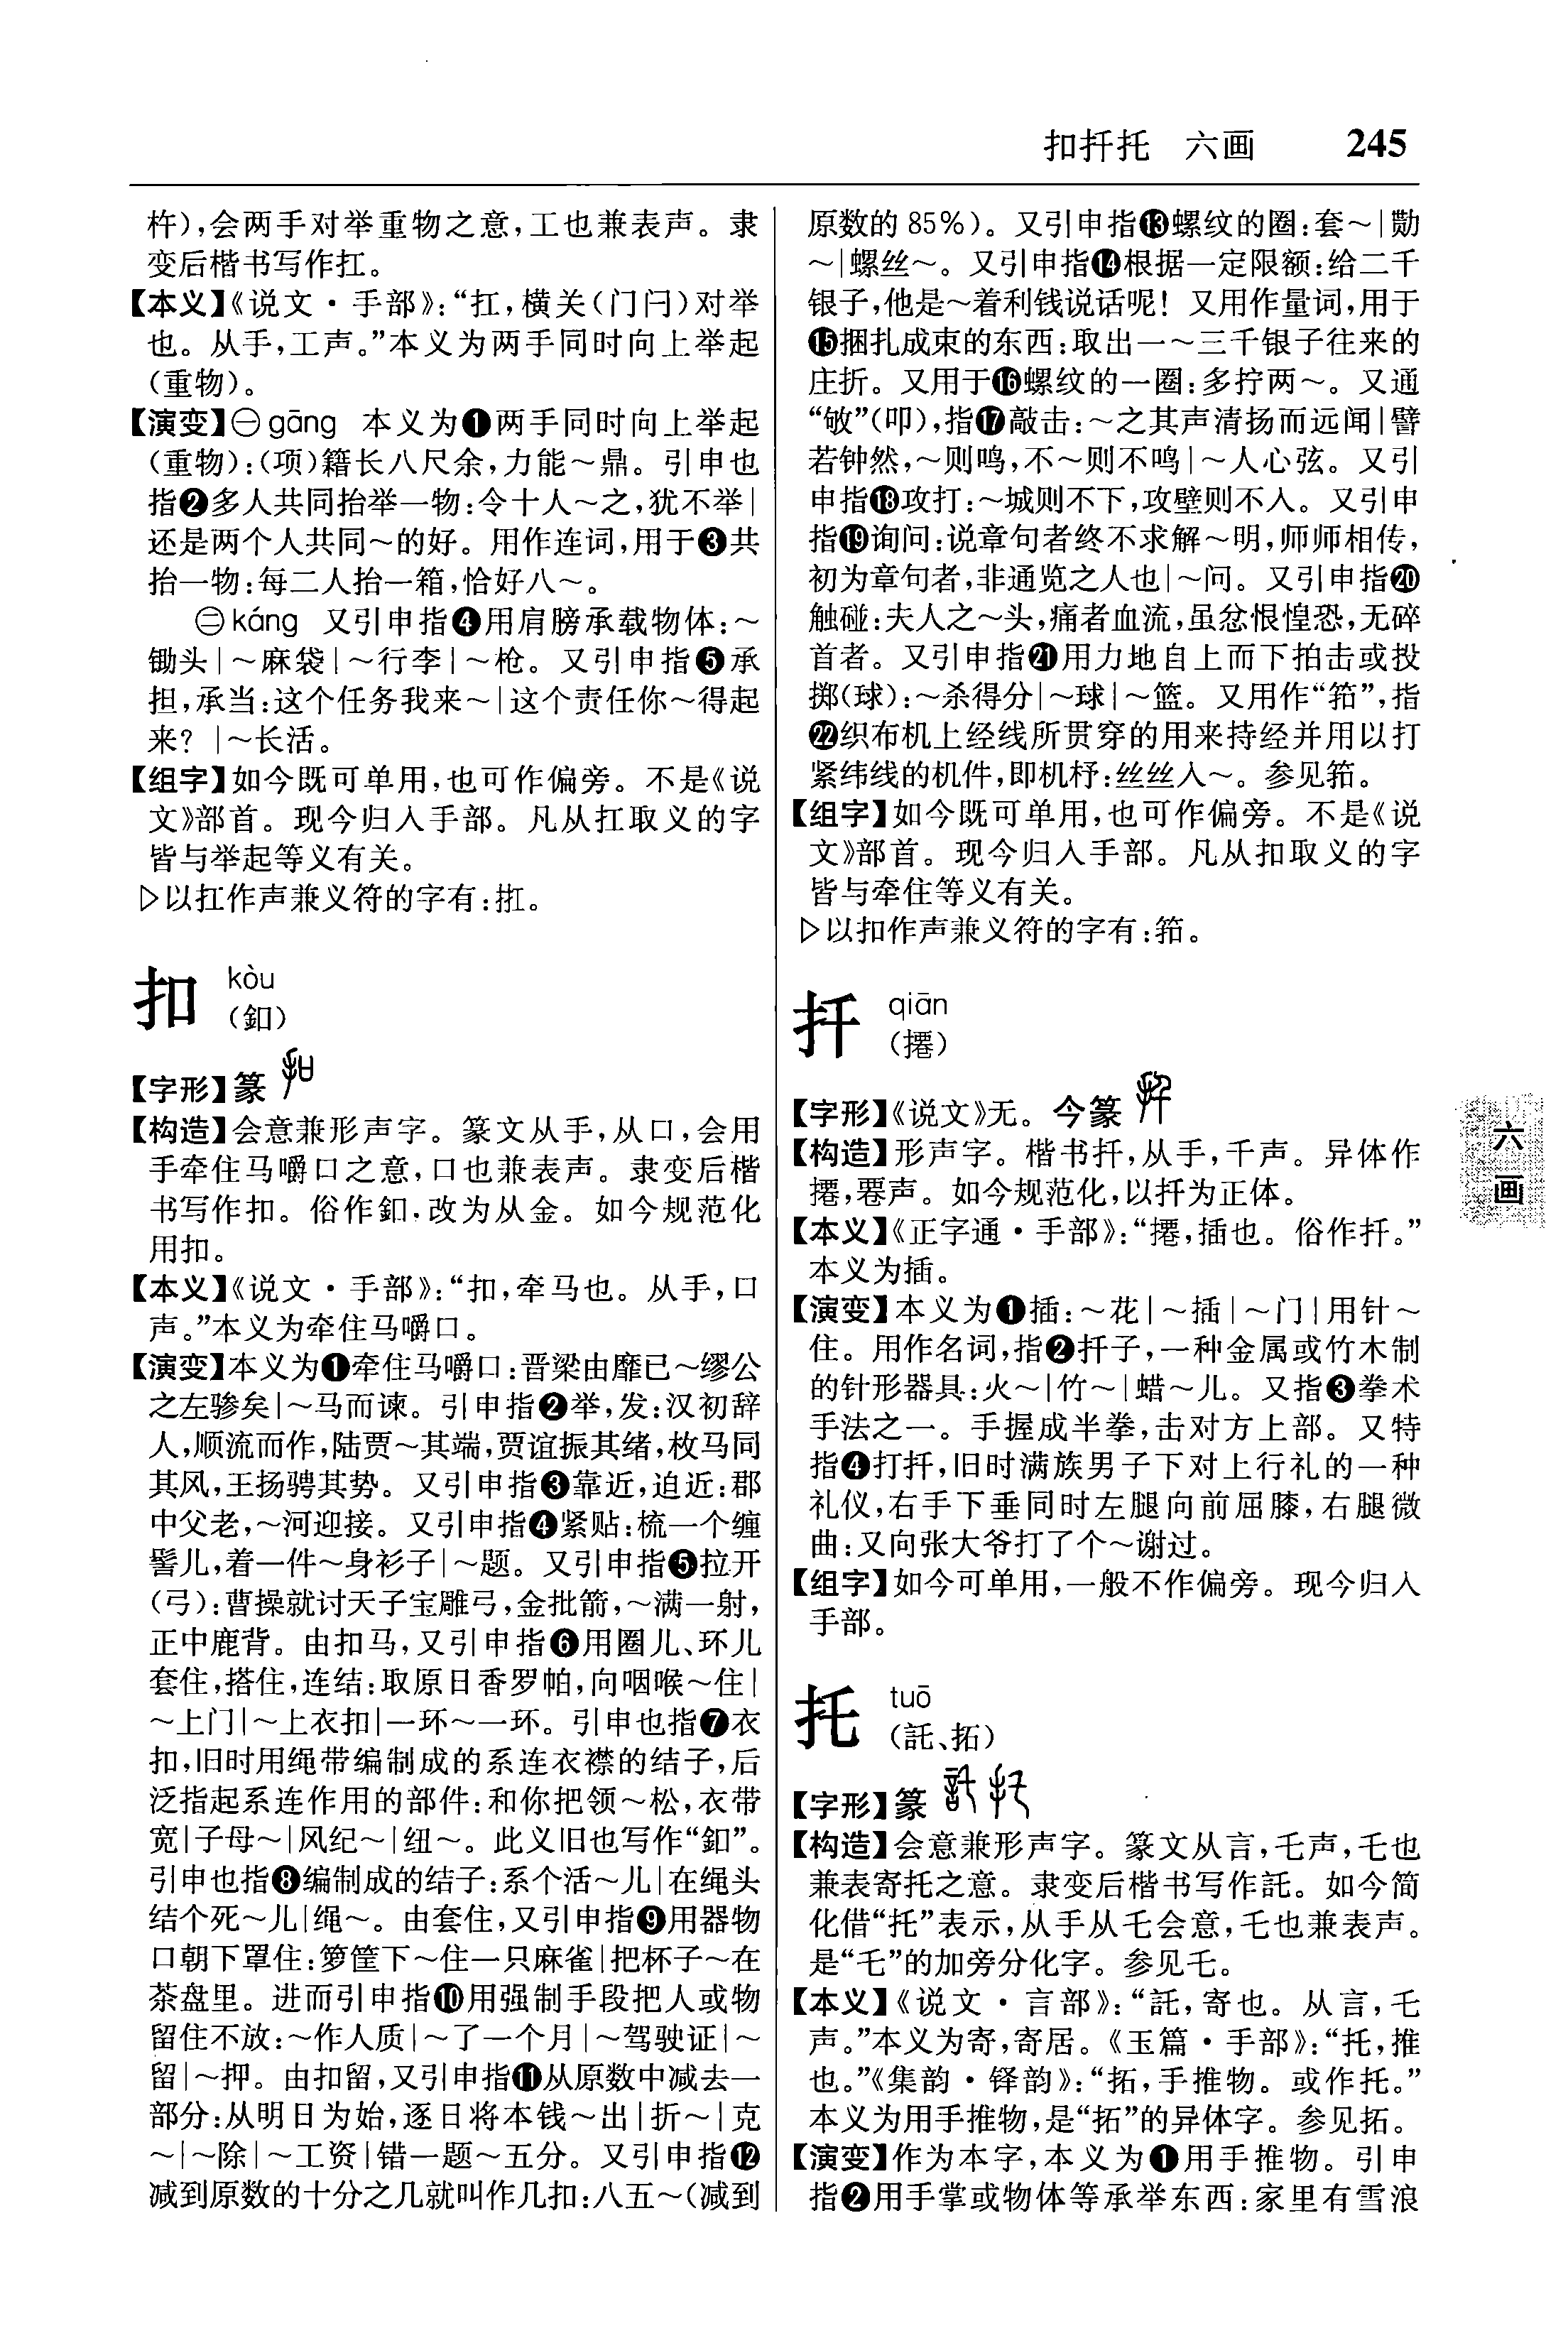 扣扦托　六画　245
杵),会两手对举重物之意,工也兼表声。隶
变后楷书写作扛。
【本义】《说文·手部》:“扛,横关(门闩)对举
也。从手,工声。”本义为两手同时向上举起
(重物)。
【演变】㊀gāng　本义为❶两手同时向上举起
(重物):(项)籍长八尺余,力能～鼎。引申也
指❷多人共同抬举一物:令十人～之,犹不举|
还是两个人共同～的好。用作连词,用于❸共
抬一物:每二人抬一箱,恰好八～。
㊁káng　又引申指❹用肩膀承载物体:～
锄头|～麻袋|～行李|～枪。又引申指❺承
担,承当:这个任务我来～|这个责任你～得起
来?|～长活。
【组字】如今既可单用,也可作偏旁。不是《说
文》部首。现今归入手部。凡从扛取义的字
皆与举起等义有关。
▷以扛作声兼义符的字有:掆。
扣　kòu
(釦)
【字形】篆
【构造】会意兼形声字。篆文从手,从口,会用
手牵住马嚼口之意,口也兼表声。隶变后楷
书写作扣。俗作釦,改为从金。如今规范化
用扣。
【本义】《说文·手部》:“扣,牵马也。从手,口
声。”本义为牵住马嚼口。
【演变】本义为❶牵住马嚼口:晋梁由靡已～缪公
之左骖矣|～马而谏。引申指❷举,发:汉初辞
人,顺流而作,陆贾～其端,贾谊振其绪,枚马同
其风,王扬骋其势。又引申指❸靠近,迫近:郡
中父老,～河迎接。又引申指❹紧贴:梳一个缠
髻儿,着一件～身衫子|～题。又引申指❺拉开
(弓):曹操就讨天子宝雕弓,金批箭,～满一射,
正中鹿背。由扣马,又引申指❻用圈儿、环儿
套住,搭住,连结:取原日香罗帕,向咽喉～住|
～上门|～上衣扣|一环～一环。引申也指❼衣
扣,旧时用绳带编制成的系连衣襟的结子,后
泛指起系连作用的部件:和你把领～松,衣带
宽|子母～|风纪～|纽～。此义旧也写作“釦”。
引申也指❽编制成的结子:系个活～儿|在绳头
结个死～儿|绳～。由套住,又引申指❾用器物
口朝下罩住:箩筐下～住一只麻雀|把杯子～在
茶盘里。进而引申指❿用强制手段把人或物
留住不放:～作人质|～了一个月|～驾驶证|～
留|～押。由扣留,又引申指⓫从原数中减去一
部分:从明日为始,逐日将本钱～出|折～|克
～|～除|～工资|错一题～五分。又引申指⓬
减到原数的十分之几就叫作几扣:八五～(减到
原数的85%)。又引申指⓭螺纹的圈:套～|勚
～|螺丝～。又引申指⓮根据一定限额:给二千
银子,他是～着利钱说话呢!又用作量词,用于
⓯捆扎成束的东西:取出一～三千银子往来的
庄折。又用于⓰螺纹的一圈:多拧两～。又通
“敂”(叩),指⓱敲击:～之其声清扬而远闻|譬
若钟然,～则鸣,不～则不鸣|～人心弦。又引
申指⓲攻打:～城则不下,攻壁则不入。又引申
指⓳询问:说章句者终不求解～明,师师相传,
初为章句者,非通览之人也|～问。又引申指⓴
触碰:夫人之～头,痛者血流,虽忿恨惶恐,无碎
首者。又引申指㉑用力地自上而下拍击或投
掷(球):～杀得分|～球|～篮。又用作“筘”,指
㉒织布机上经线所贯穿的用来持经并用以打
紧纬线的机件,即机杼:丝丝入～。参见筘。
【组字】如今既可单用,也可作偏旁。不是《说
文》部首。现今归入手部。凡从扣取义的字
皆与牵住等义有关。
▷以扣作声兼义符的字有:筘。
扦　qiān
(㩃)
【字形】《说文》无。今篆
【构造】形声字。楷书扦,从手,千声。异体作
㩃,䙴声。如今规范化,以扦为正体。
【本义】《正字通·手部》:“㩃,插也。俗作扦。”
本义为插。
【演变】本义为❶插:～花|～插|～门|用针～
住。用作名词,指❷扦子,一种金属或竹木制
的针形器具:火～|竹～|蜡～儿。又指❸拳术
手法之一。手握成半拳,击对方上部。又特
指❹打扦,旧时满族男子下对上行礼的一种
礼仪,右手下垂同时左腿向前屈膝,右腿微
曲:又向张大爷打了个～谢过。
【组字】如今可单用,一般不作偏旁。现今归入
手部。
托　tuō
(託、拓)
【字形】篆
【构造】会意兼形声字。篆文从言,乇声,乇也
兼表寄托之意。隶变后楷书写作託。如今简
化借“托”表示,从手从乇会意,乇也兼表声。
是“乇”的加旁分化字。参见乇。
【本义】《说文·言部》:“託,寄也。从言,乇
声。”本义为寄,寄居。《玉篇·手部》:“托,推
也。”《集韵·铎韵》:“拓,手推物。或作托。”
本义为用手推物,是“拓”的异体字。参见拓。
【演变】作为本字,本义为❶用手推物。引申
指❷用手掌或物体等承举东西:家里有雪浪
六
画